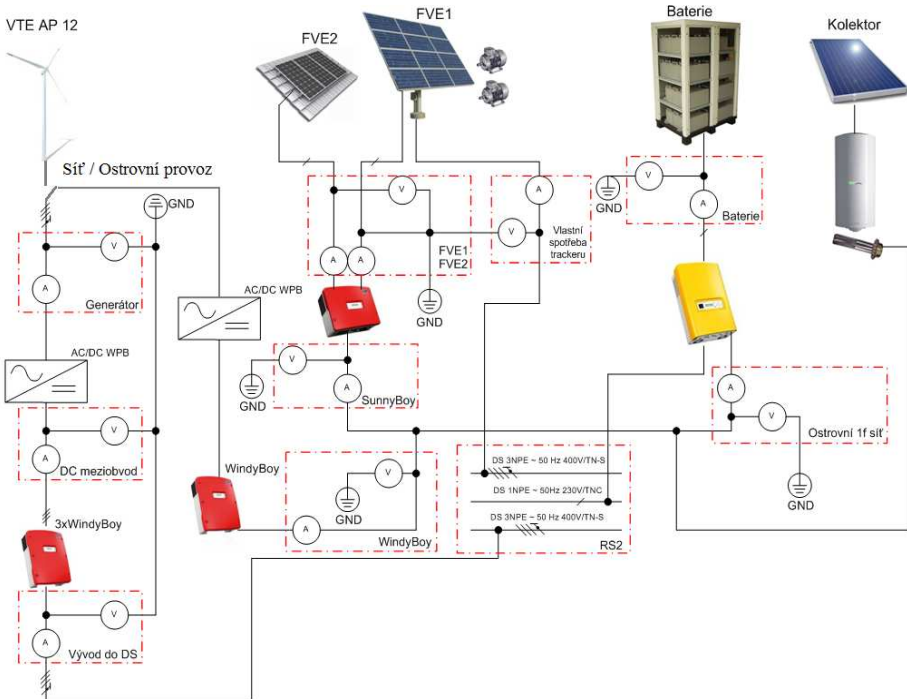 VTE AP 12
FVE2
FVE1
Baterie
Kolektor
Síť / Ostrovní provoz
GND
V
A
Generátor
AC/DC WPB
V
A
DC meziobvod
3xWindyBoy
V
A
Vývod do DS
AC/DC WPB
WindyBoy
V
A
A
FVE1
FVE2
GND
V
A
Vlastní
spotřeba
trackeru
V
GND
A
Baterie
V
GND
A
SunnyBoy
V
GND
A
WindyBoy
DS 3NPE ~ 50 Hz 400V/TN-S
DS 1NPE ~ 50Hz 230V/TNC
DS 3NPE ~ 50 Hz 400V/TN-S
RS2
A
V
Ostrovní 1f síť
GND